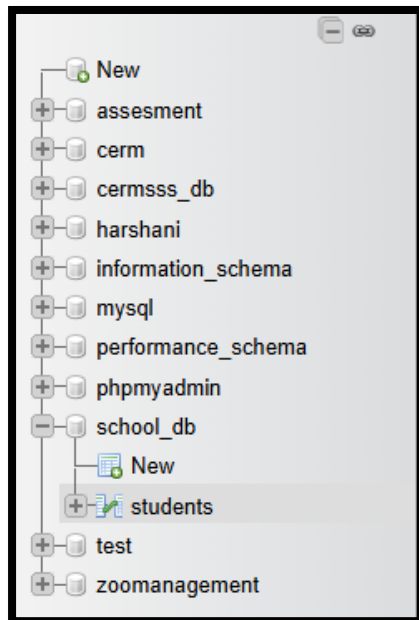 New
assesment
cerm
cermsss_db
harshani
information_schema
mysql
performance_schema
phpmyadmin
school_db
New
students
test
zoomanagement